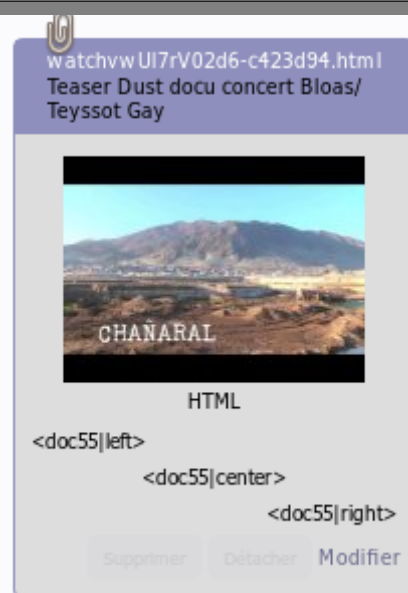 watchvwUl7rV02d6-c423d94.html
Teaser Dust docu concert Bloas/
Teyssot Gay
CHAÑARAL
HTML
<doc55|left>
<doc55|center>
<doc55|right>
Supprimer Détacher Modifier